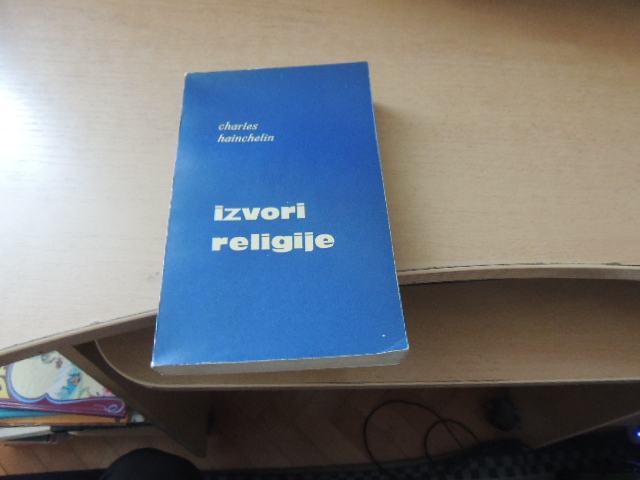 charles
hainchelin
izvori
religije